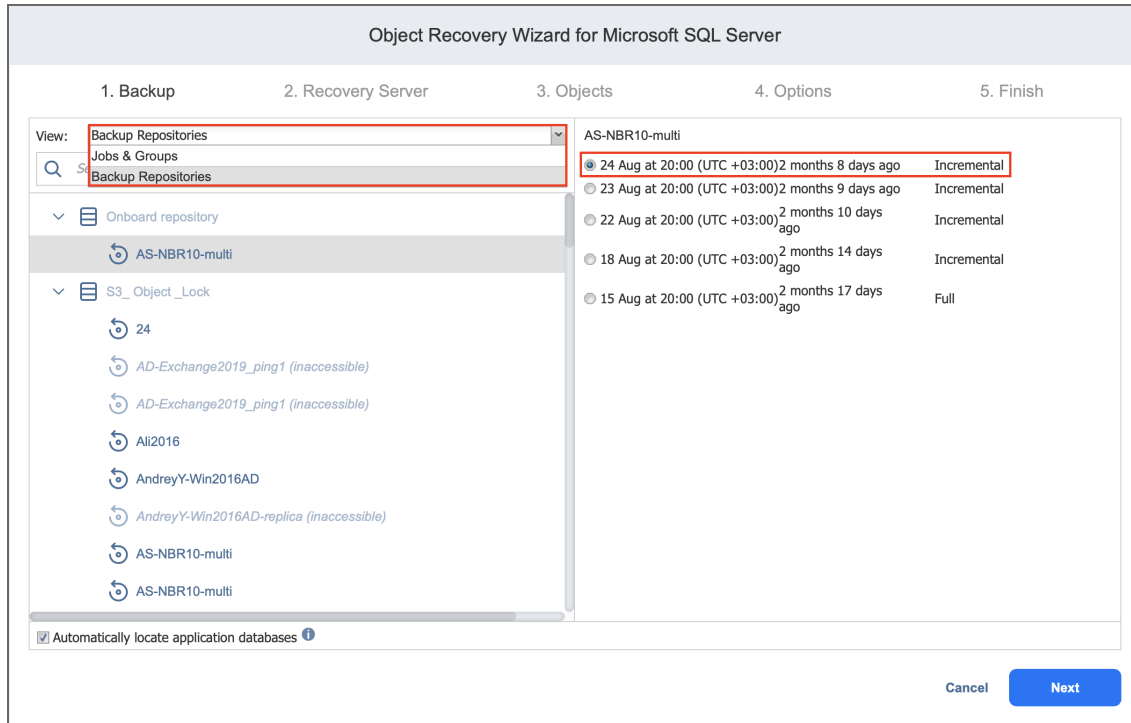 Object Recovery Wizard for Microsoft SQL Server
1. Backup 2. Recovery Server 3. Objects 4. Options 5. Finish
View: Backup Repositories
Jobs & Groups
Backup Repositories
Onboard repository
AS-NBR10-multi
S3_ Object _Lock
24
AD-Exchange2019_ping1 (inaccessible)
AD-Exchange2019_ping1 (inaccessible)
Ali2016
AndreyY-Win2016AD
AndreyY-Win2016AD-replica (inaccessible)
AS-NBR10-multi
AS-NBR10-multi
Automatically locate application databases
AS-NBR10-multi
24 Aug at 20:00 (UTC +03:00) 2 months 8 days ago Incremental
23 Aug at 20:00 (UTC +03:00) 2 months 9 days ago Incremental
22 Aug at 20:00 (UTC +03:00) 2 months 10 days ago Incremental
18 Aug at 20:00 (UTC +03:00) 2 months 14 days ago Incremental
15 Aug at 20:00 (UTC +03:00) 2 months 17 days ago Full
Cancel Next